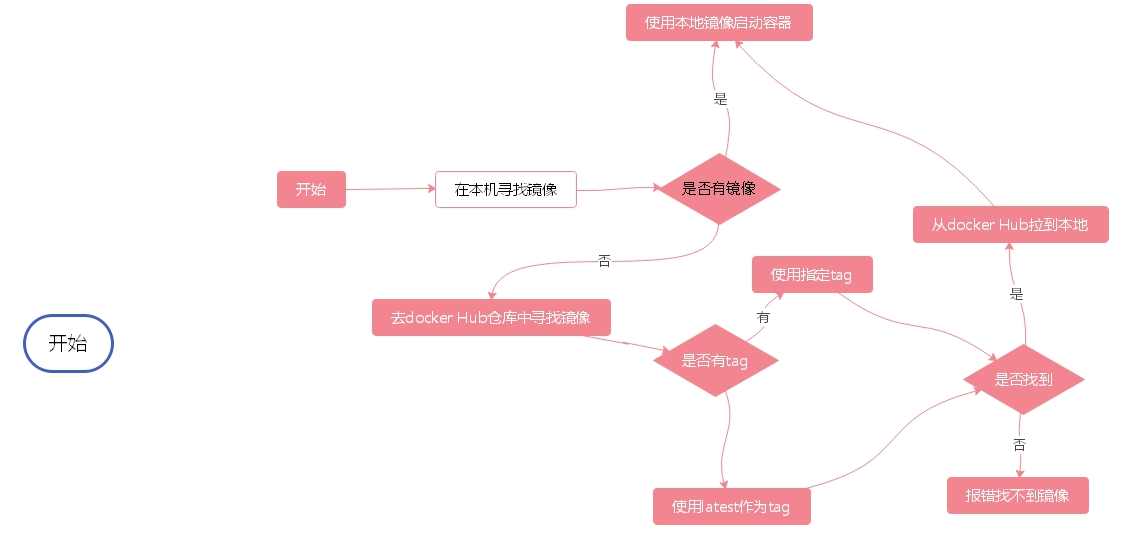 使用本地镜像启动容器
是
开始
在本机寻找镜像
是否有镜像
从docker Hub拉到本地
否
使用指定tag
是
去docker Hub仓库中寻找镜像
有
开始
是否有tag
是否找到
否
使用latest作为tag
报错找不到镜像